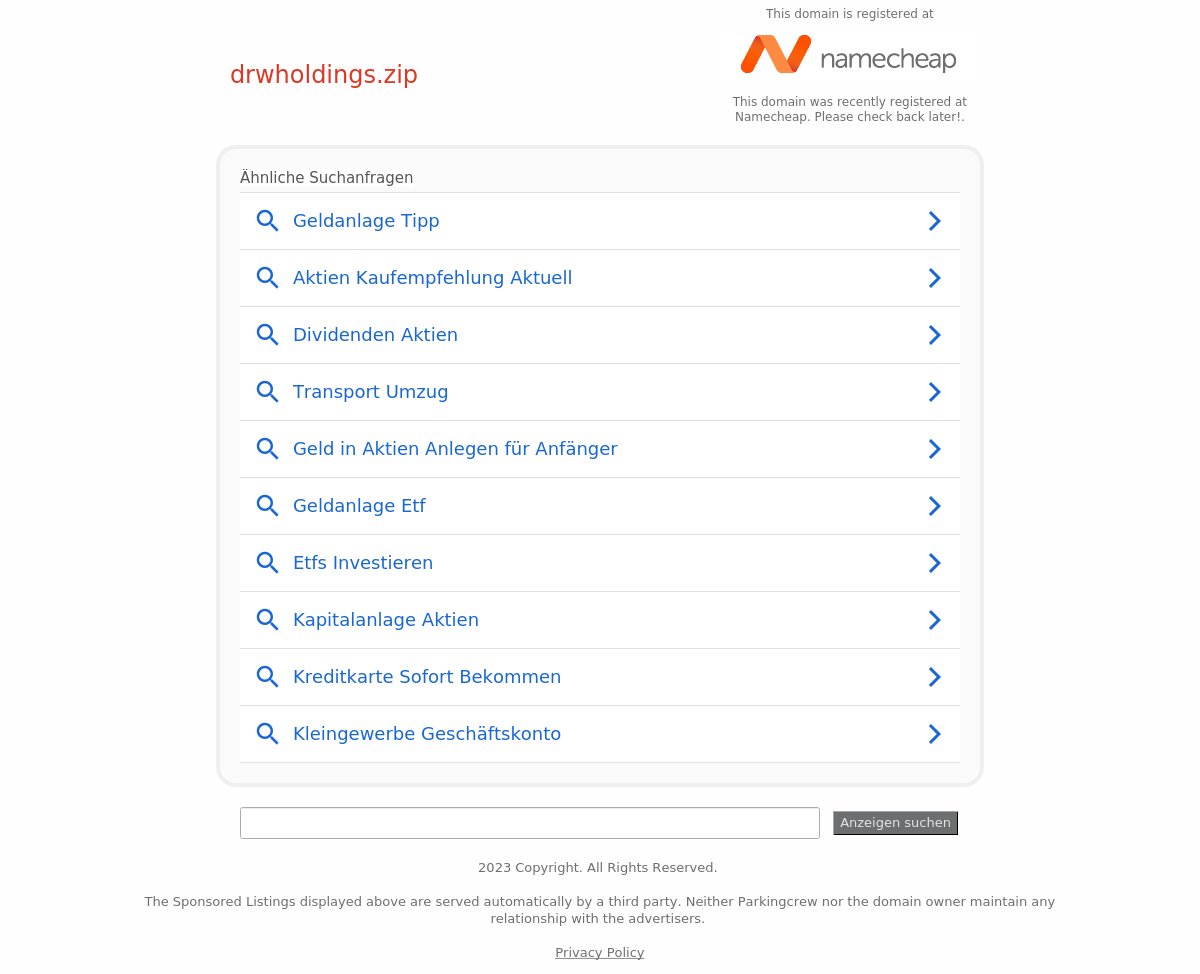 This domain is registered at
namecheap
drwholdings.zip
This domain was recently registered at
Namecheap. Please check back later!.
Ähnliche Suchanfragen
Geldanlage Tipp
Aktien Kaufempfehlung Aktuell
Dividenden Aktien
Transport Umzug
Geld in Aktien Anlegen für Anfänger
Geldanlage Etf
Etfs Investieren
Kapitalanlage Aktien
Kreditkarte Sofort Bekommen
Kleingewerbe Geschäftskonto
Anzeigen suchen
2023 Copyright. All Rights Reserved.
The Sponsored Listings displayed above are served automatically by a third party. Neither Parkingcrew nor the domain owner maintain any
relationship with the advertisers.
Privacy Policy